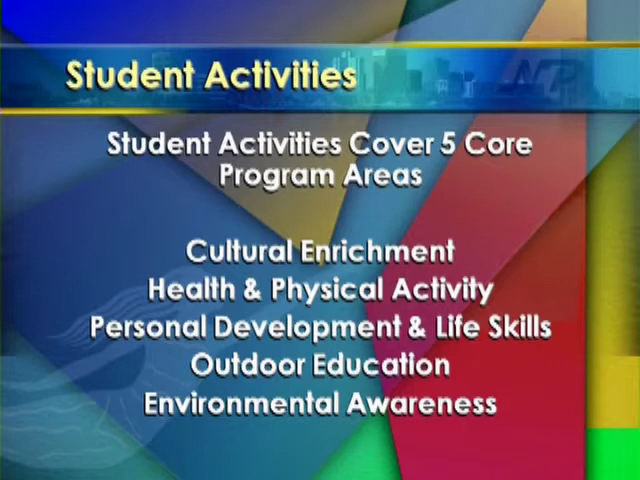 Student Activities
Student Activities Cover 5 Core
Program Areas
Cultural Enrichment
Health & Physical Activity
Personal Development & Life Skills
Outdoor Education
Environmental Awareness